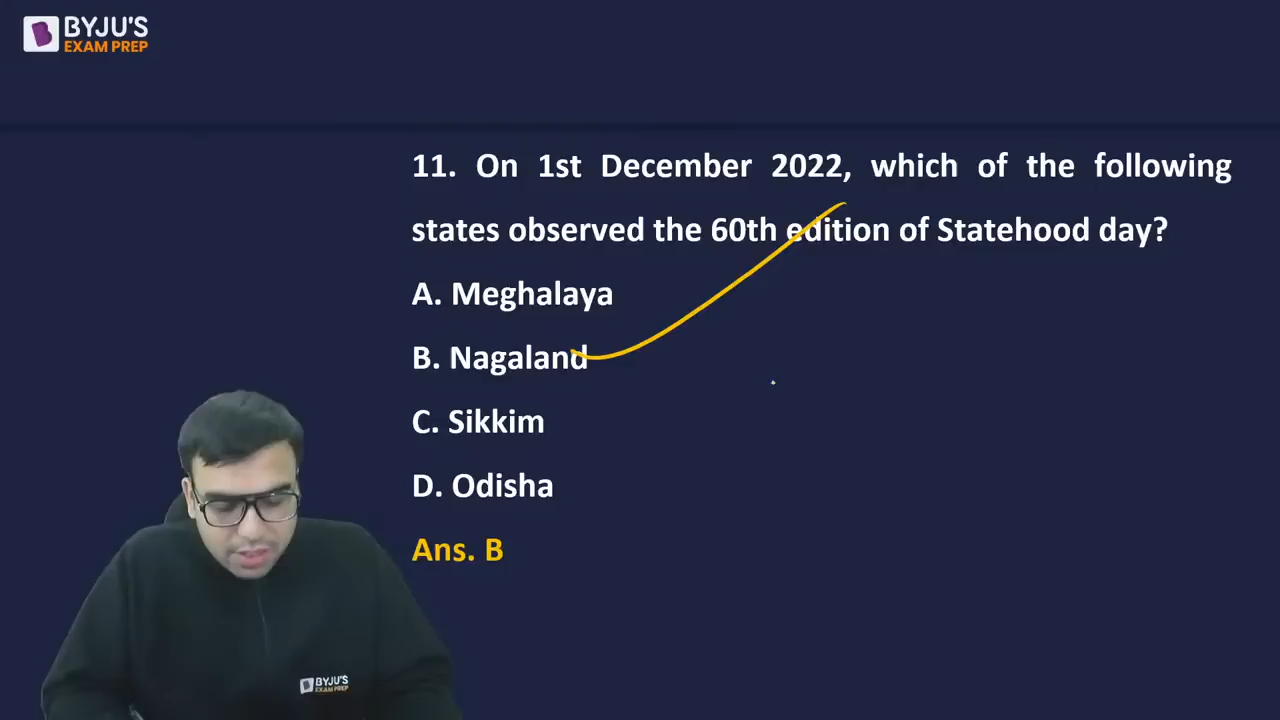 BYJU'S
EXAM PREP
11. On 1st December 2022, which of the following
states observed the 60th edition of Statehood day?
A. Meghalaya
B. Nagaland
C. Sikkim
D. Odisha
Ans. B
BYJU'S
EXAM PREP